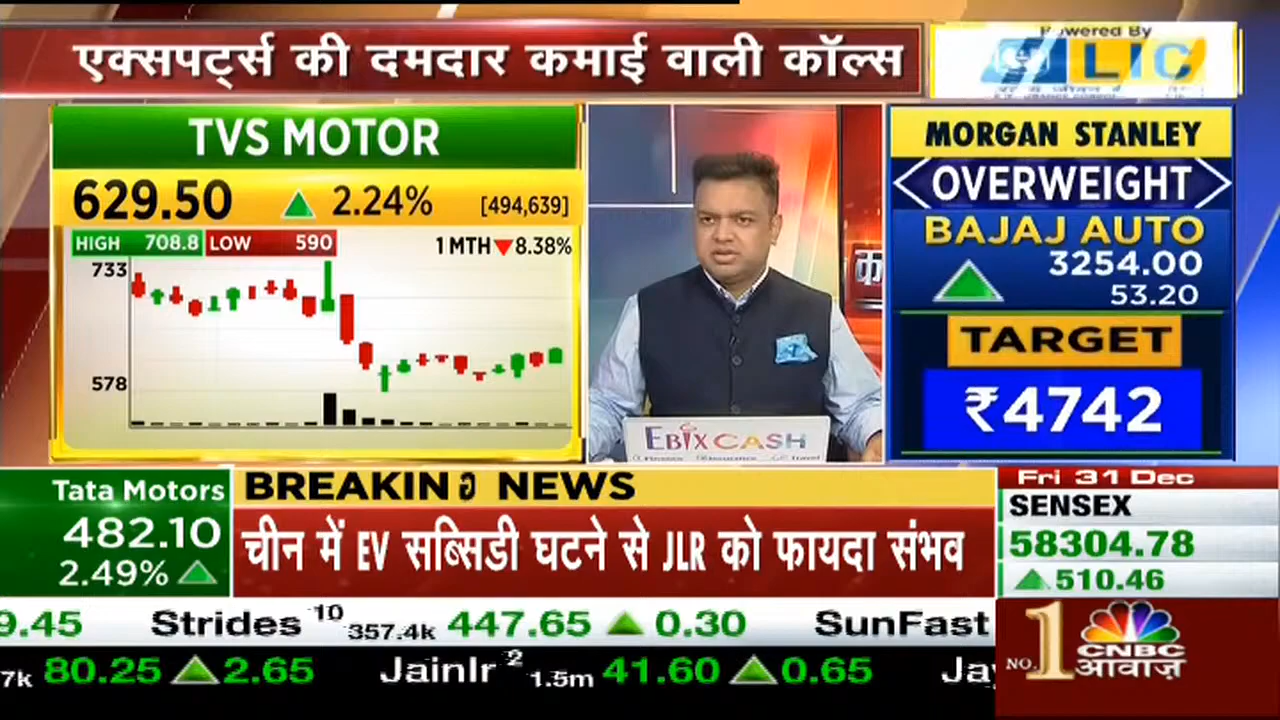 एक्सपर्ट्स की दमदार कमाई वाली कॉल्स
Powered By
LIC
TVS MOTOR
629.50 ▲ 2.24% [494,639]
HIGH 708.8 LOW 590 1 MTH ▼ 8.38%
733
578
EBIXCASH
Travel
MORGAN STANLEY
OVERWEIGHT
BAJAJ AUTO
3254.00
53.20
TARGET
₹4742
Tata Motors
482.10
2.49% ▲
BREAKING NEWS
चीन में EV सब्सिडी घटने से JLR को फायदा संभव
Fri 31 Dec
SENSEX
58304.78
▲ 510.46
9.45 Strides 10 357.4k 447.65 ▲ 0.30 SunFast
7k 80.25 ▲ 2.65 JainIr 2 1.5m 41.60 ▲ 0.65 Jay
NO. 1 CNBC
आवाज़